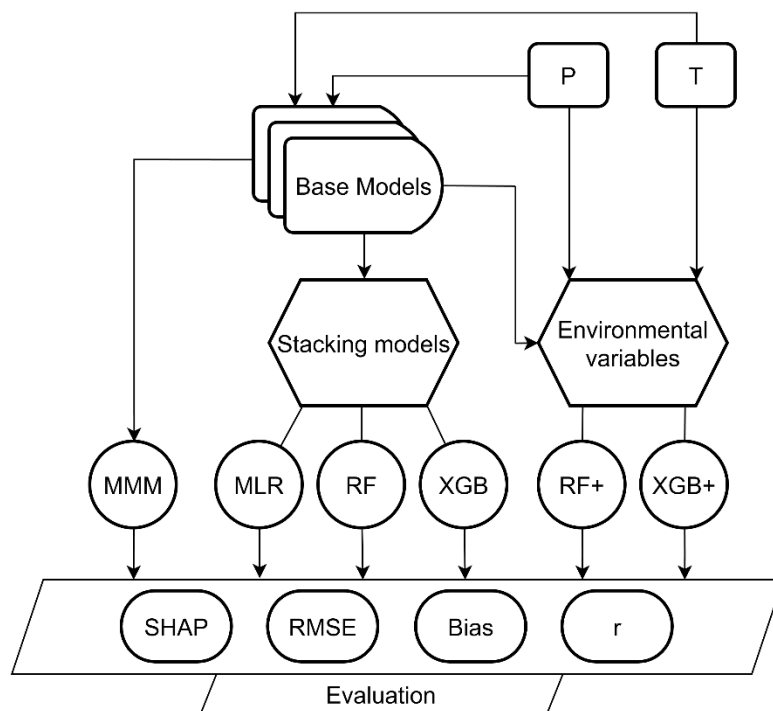 P
T
Base Models
Stacking models
Environmental
variables
MMM
MLR
RF
XGB
RF+
XGB+
SHAP
RMSE
Bias
r
Evaluation